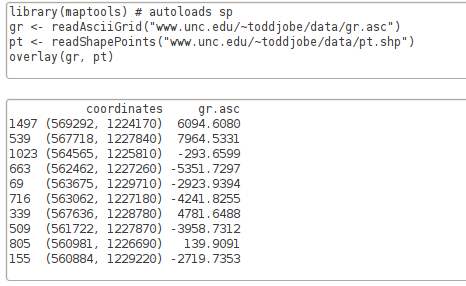 library(maptools) # autoloads sp
gr <- readAsciiGrid("www.unc.edu/~toddjobe/data/gr.asc")
pt <- readShapePoints("www.unc.edu/~toddjobe/data/pt.shp")
overlay(gr, pt)
coordinates gr.asc
1497 (569292, 1224170) 6094.6080
539 (567718, 1227840) 7964.5331
1023 (564565, 1225810) -293.6599
663 (562462, 1227260) -5351.7297
69 (563675, 1229710) -2923.9394
716 (563062, 1227180) -4241.8255
339 (567636, 1228780) 4781.6488
509 (561722, 1227870) -3958.7312
805 (560981, 1226690) 139.9091
155 (560884, 1229220) -2719.7353